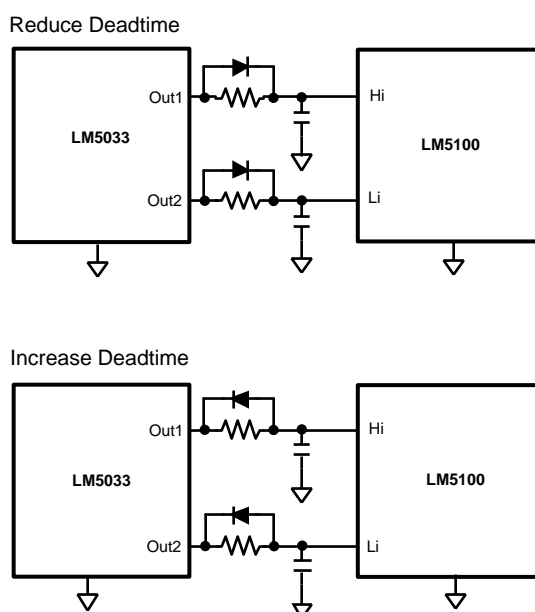 Reduce Deadtime
Out1
Hi
LM5033
LM5100
Out2
Li
Increase Deadtime
Out1
Hi
LM5033
LM5100
Out2
Li